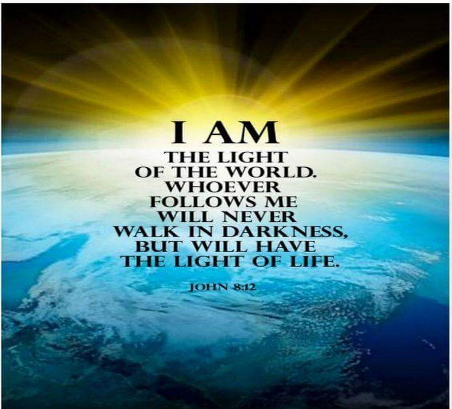 I AM
THE LIGHT
OF THE WORLD.
WHOEVER
FOLLOWS ME
WILL NEVER
WALK IN DARKNESS,
BUT WILL HAVE
THE LIGHT OF LIFE.
JOHN 8:12